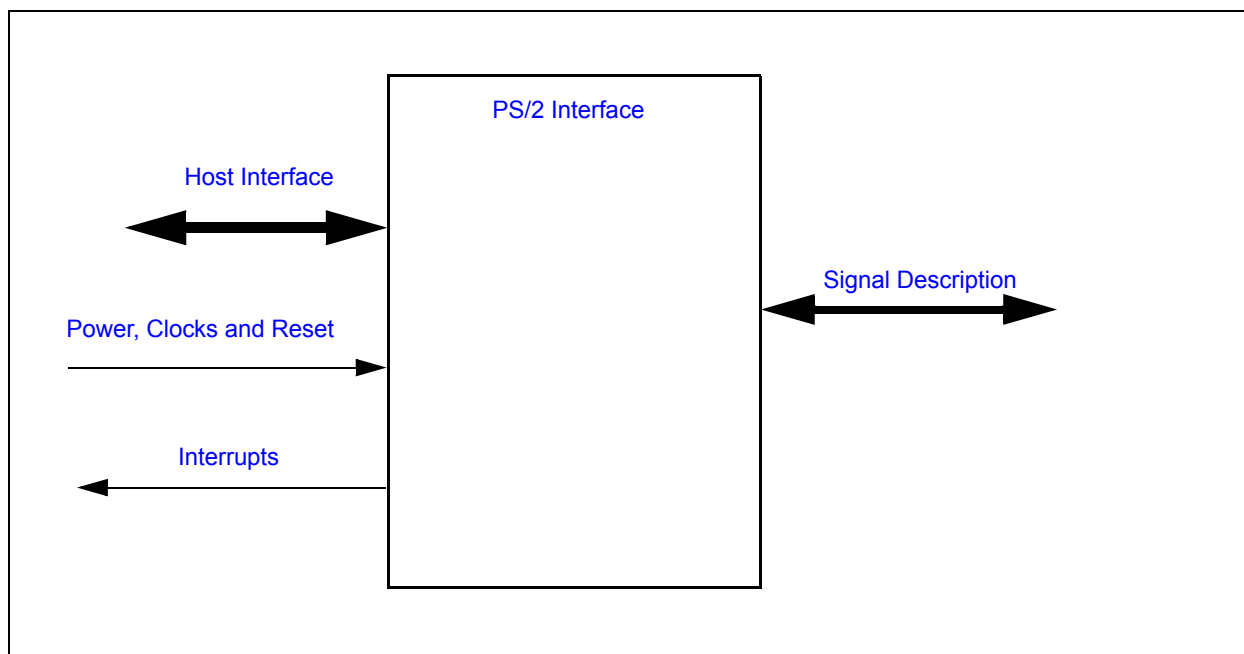 PS/2 Interface
Host Interface
Signal Description
Power, Clocks and Reset
Interrupts